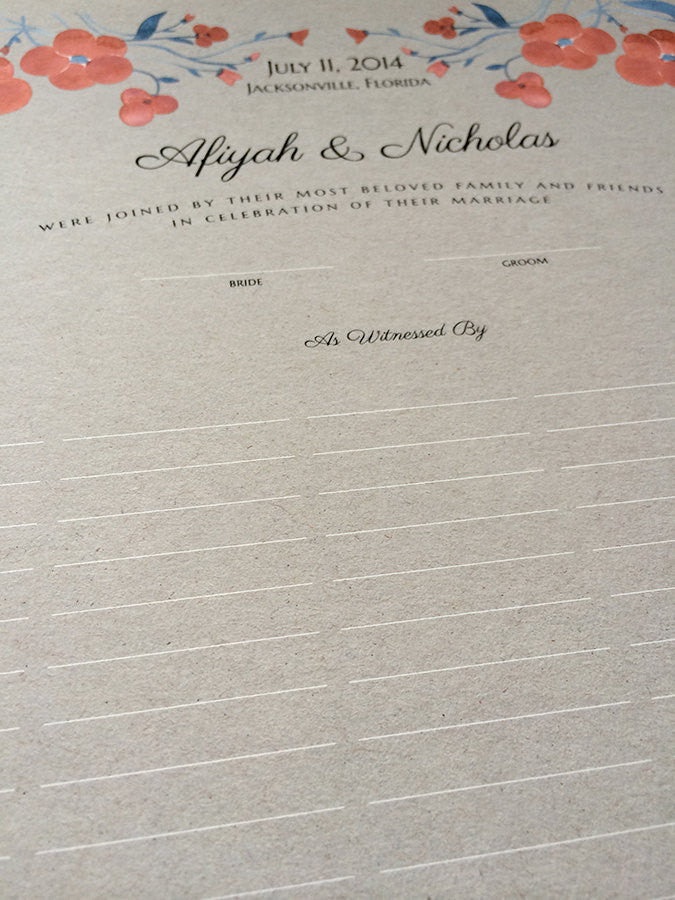 July 11, 2014
Jacksonville, Florida
Afiyah & Nicholas
were joined by their most beloved family and friends
in celebration of their marriage
bride
groom
As Witnessed By